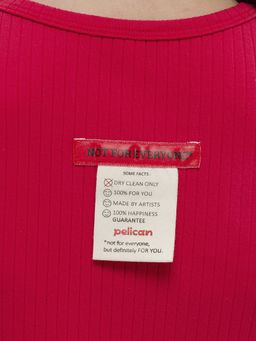 NOT FOR EVERYONE
SOME FACTS
DRY CLEAN ONLY
100% FOR YOU
MADE BY ARTISTS
100% HAPPINESS
GUARANTEE
pelican
*not for everyone,
but definitely FOR YOU.